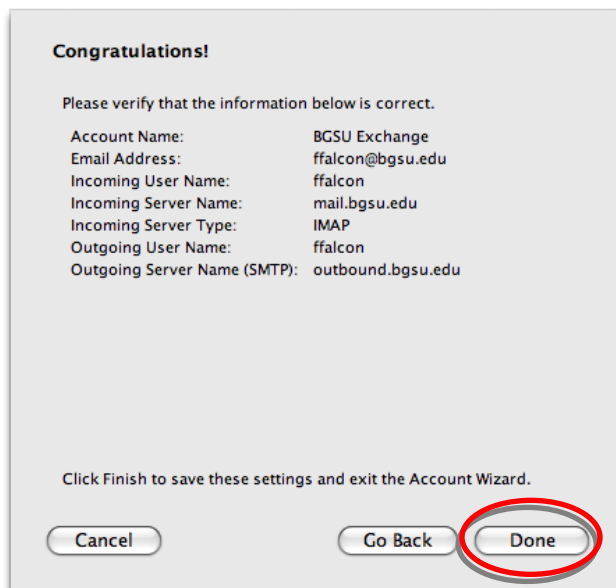 Congratulations!
Please verify that the information below is correct.
Account Name: BGSU Exchange
Email Address: ffalcon@bgsu.edu
Incoming User Name: ffalcon
Incoming Server Name: mail.bgsu.edu
Incoming Server Type: IMAP
Outgoing User Name: ffalcon
Outgoing Server Name (SMTP): outbound.bgsu.edu
Click Finish to save these settings and exit the Account Wizard.
Cancel Go Back Done